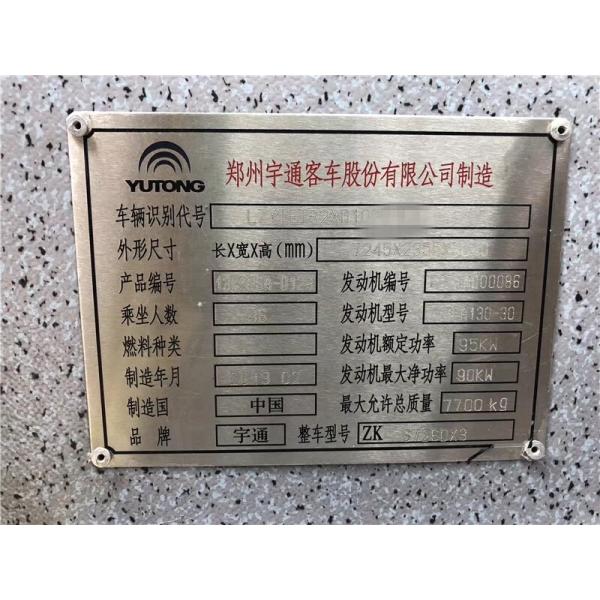 YUTONG
郑州宇通客车股份有限公司制造
车辆识别代号
外形尺寸 长X宽X高(mm)
产品编号 发动机编号
乘坐人数 36 发动机型号
燃料种类 发动机额定功率 95KW
制造年月 发动机最大净功率 90KW
制造国 中国 最大允许总质量 7700kg
品牌 宇通 整车型号 ZK